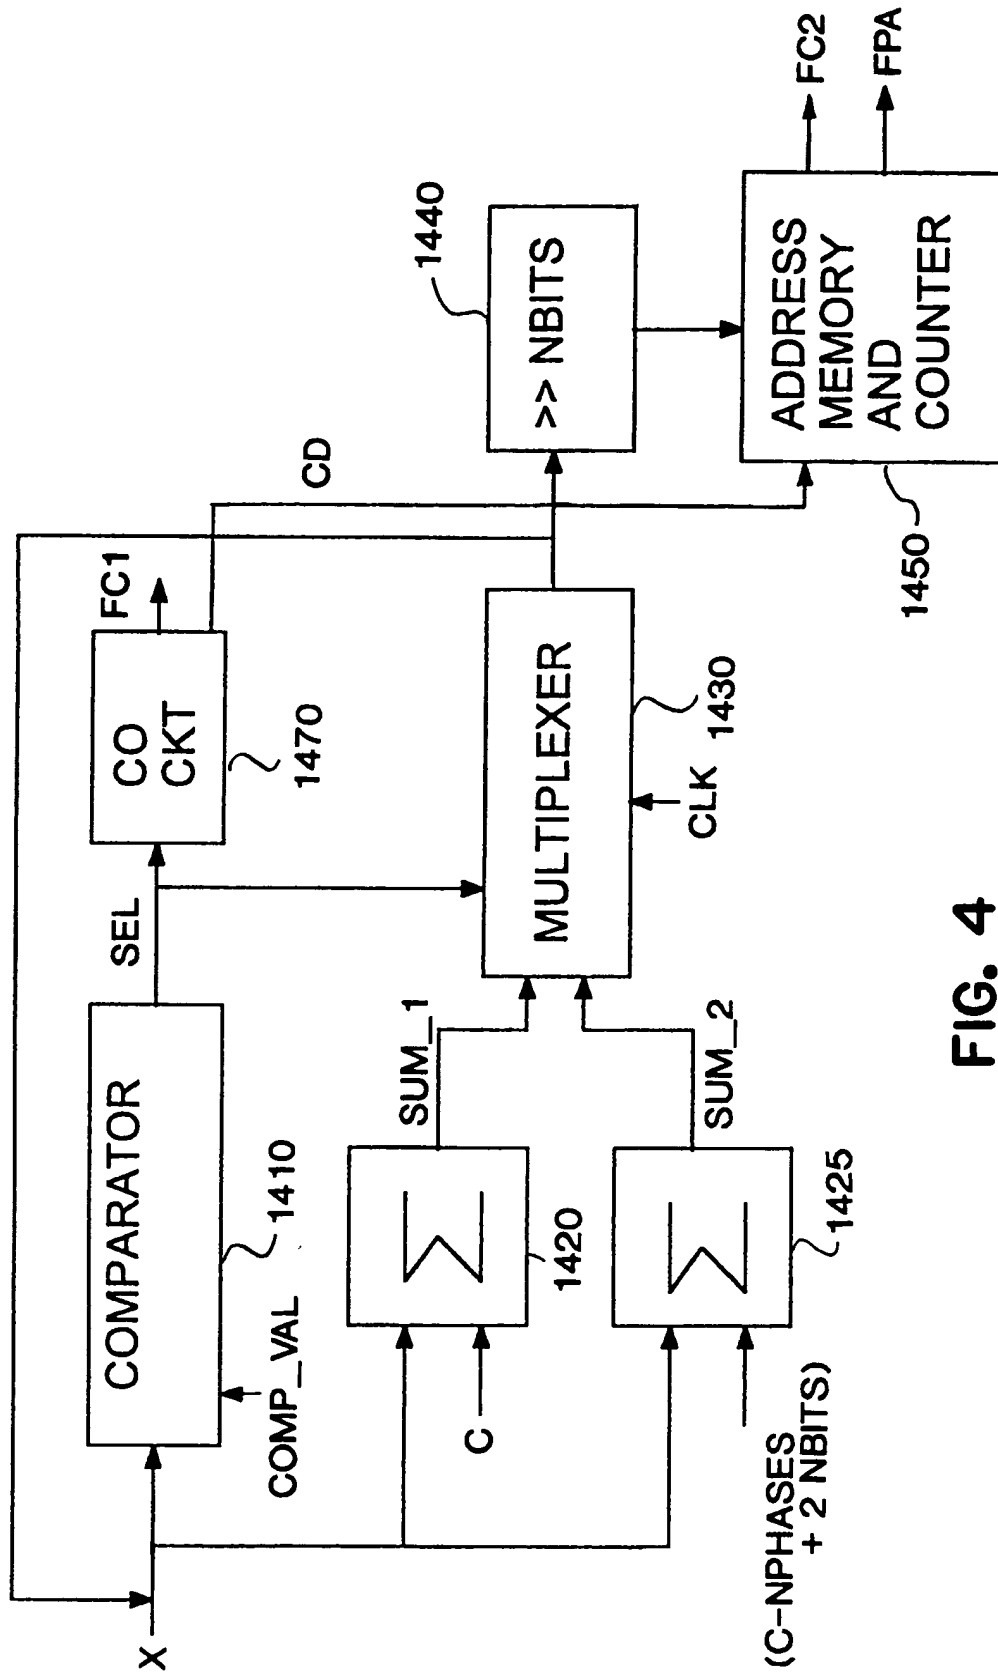 X
COMPARATOR
1410
COMP_VAL
SEL
CO
CKT
1470
FC1
CD
C
1420
SUM_1
(C-NPHASES
+ 2 NBITS)
1425
SUM_2
MULTIPLEXER
1430
CLK
>> NBITS
1440
ADDRESS
MEMORY
AND
COUNTER
1450
FC2
FPA
Σ
Σ
FIG. 4